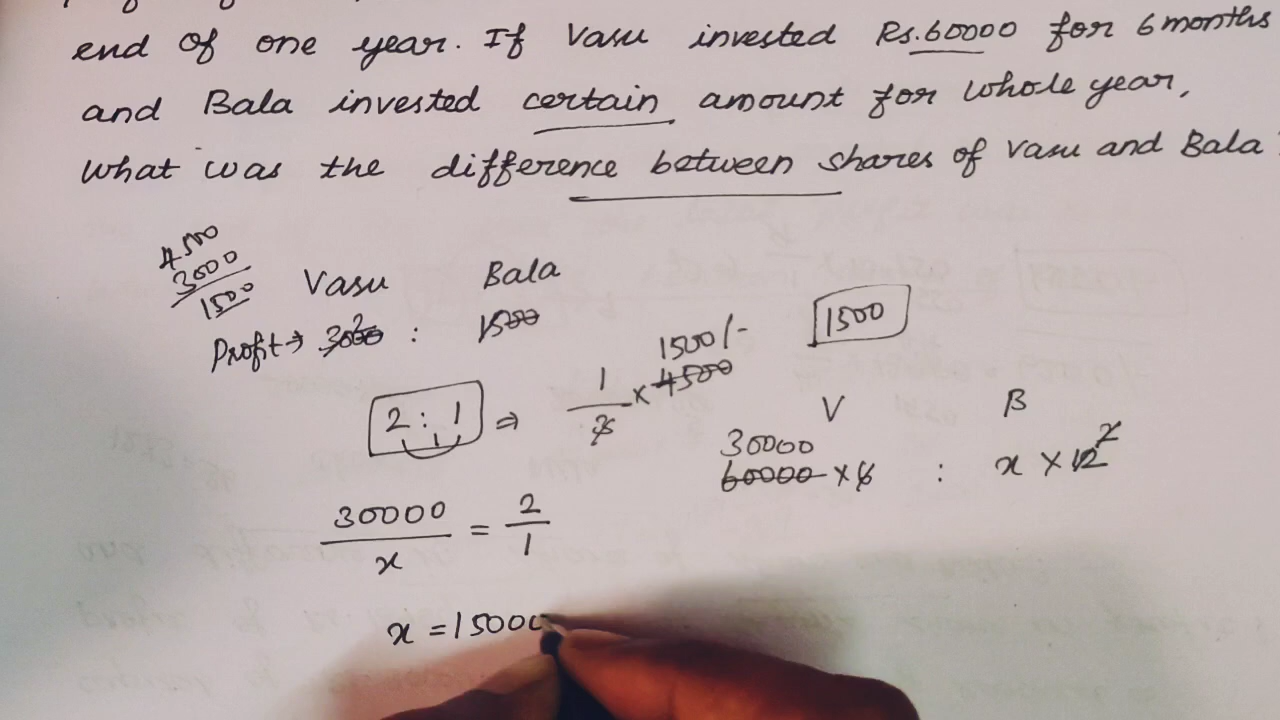 end of one year. If Vasu invested Rs.60000 for 6 months
and Bala invested certain amount for whole year,
What was the difference between shares of Vasu and Bala
4500
3000
1500
Vasu Bala
Profit → 3000 2 : 1500
1500/-
1500
2 : 1 ⇒ 1/3 × 4500
V B
30000
60000 × 6 : x × 12 2
30000/x = 2/1
x = 15000